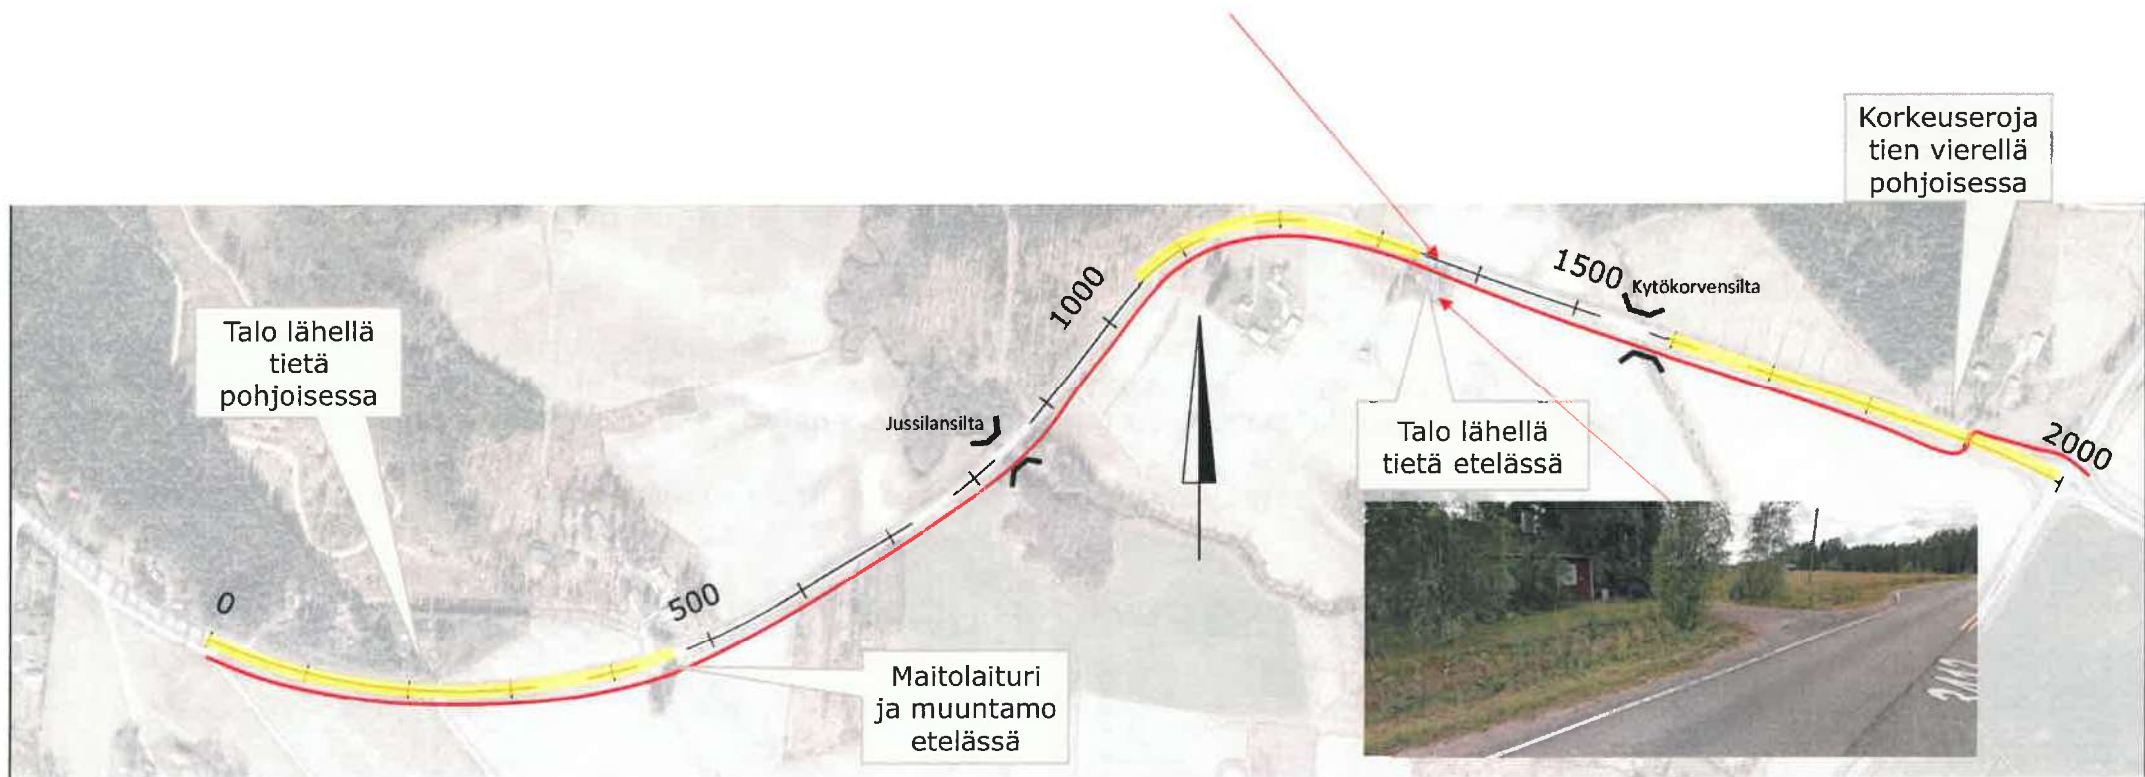 Korkeuseroja
tien vierellä
pohjoisessa
1500
Kytökorvensilta
1000
Talo lähellä
tietä
pohjoisessa
Jussilansilta
Talo lähellä
tietä etelässä
2000
0
500
Maitolaituri
ja muuntamo
etelässä